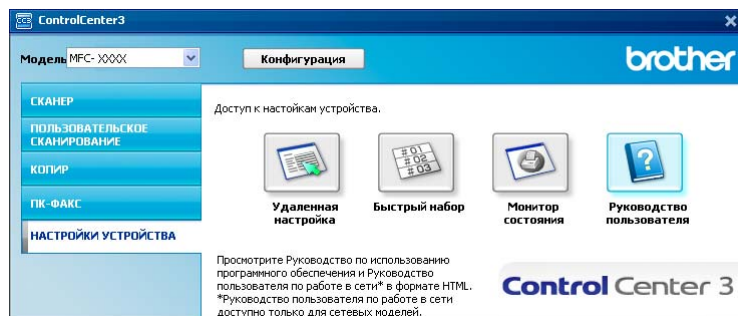 ControlCenter3
Модель MFC- XXXX
Конфигурация
brother
СКАНЕР
ПОЛЬЗОВАТЕЛЬСКОЕ
СКАНИРОВАНИЕ
КОПИР
ПК-ФАКС
НАСТРОЙКИ УСТРОЙСТВА
Доступ к настойкам устройства.
# 01
# 02
# 03
Удаленная
настройка
Быстрый набор
Монитор
состояния
Руководство
пользователя
Просмотрите Руководство по использованию
программного обеспечения и Руководство
пользователя по работе в сети* в формате HTML.
*Руководство пользователя по работе в сети
доступно только для сетевых моделей.
Control Center 3